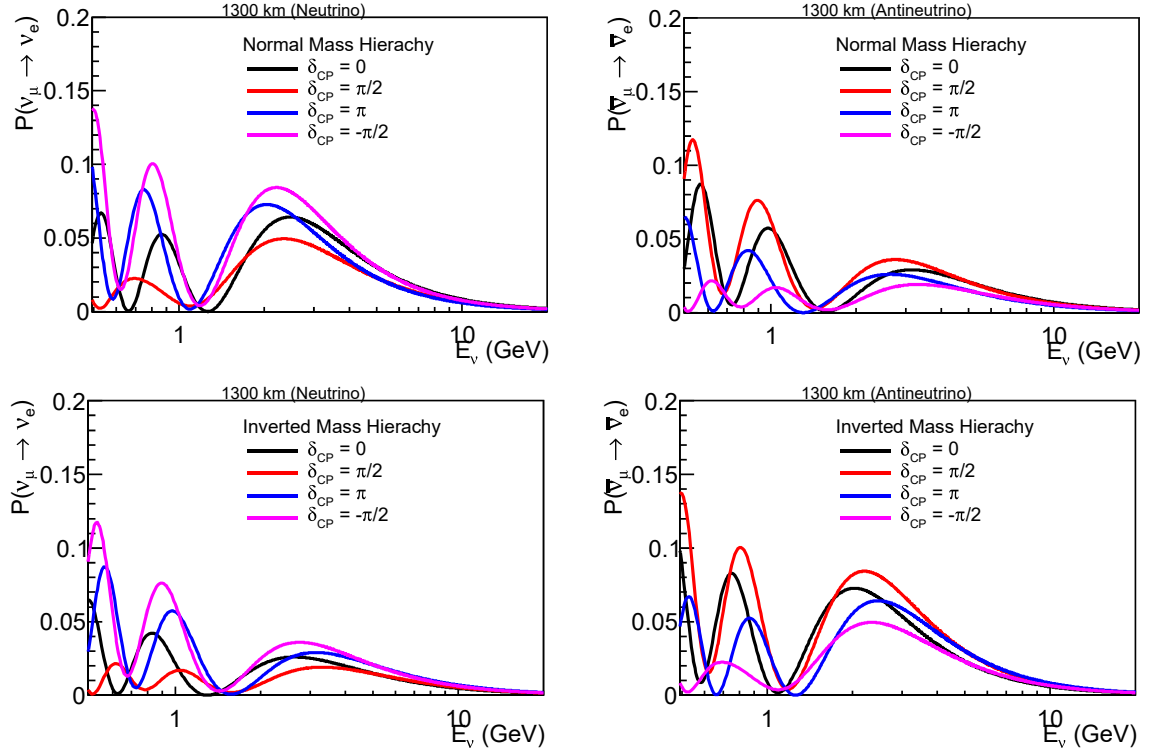 1300 km (Neutrino)
P(ν_μ → ν_e)
0.2
0.15
0.1
0.05
0
Normal Mass Hierachy
δ_CP = 0
δ_CP = π/2
δ_CP = π
δ_CP = -π/2
1
10
E_ν (GeV)
1300 km (Antineutrino)
P(ν̄_μ → ν̄_e)
0.2
0.15
0.1
0.05
0
Normal Mass Hierachy
δ_CP = 0
δ_CP = π/2
δ_CP = π
δ_CP = -π/2
1
10
E_ν (GeV)
1300 km (Neutrino)
P(ν_μ → ν_e)
0.2
0.15
0.1
0.05
0
Inverted Mass Hierachy
δ_CP = 0
δ_CP = π/2
δ_CP = π
δ_CP = -π/2
1
10
E_ν (GeV)
1300 km (Antineutrino)
P(ν̄_μ → ν̄_e)
0.2
0.15
0.1
0.05
0
Inverted Mass Hierachy
δ_CP = 0
δ_CP = π/2
δ_CP = π
δ_CP = -π/2
1
10
E_ν (GeV)